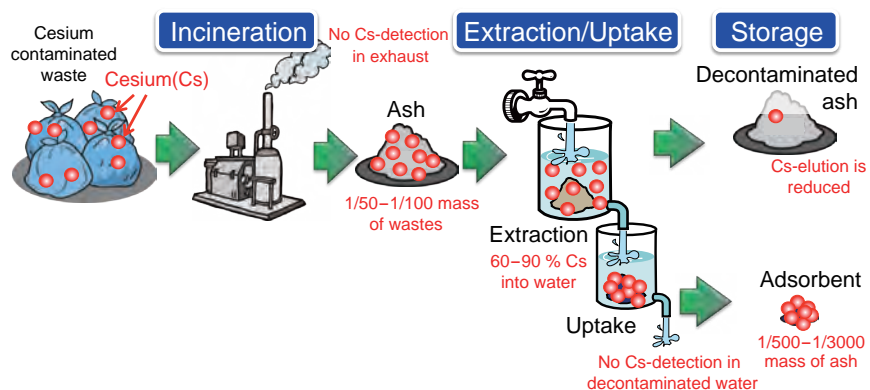 Incineration
Extraction/Uptake
Storage
Cesium
contaminated
waste
Cesium(Cs)
No Cs-detection
in exhaust
Ash
1/50–1/100 mass
of wastes
Extraction
60–90 % Cs
into water
Uptake
No Cs-detection in
decontaminated water
Decontaminated
ash
Cs-elution is
reduced
Adsorbent
1/500–1/3000
mass of ash